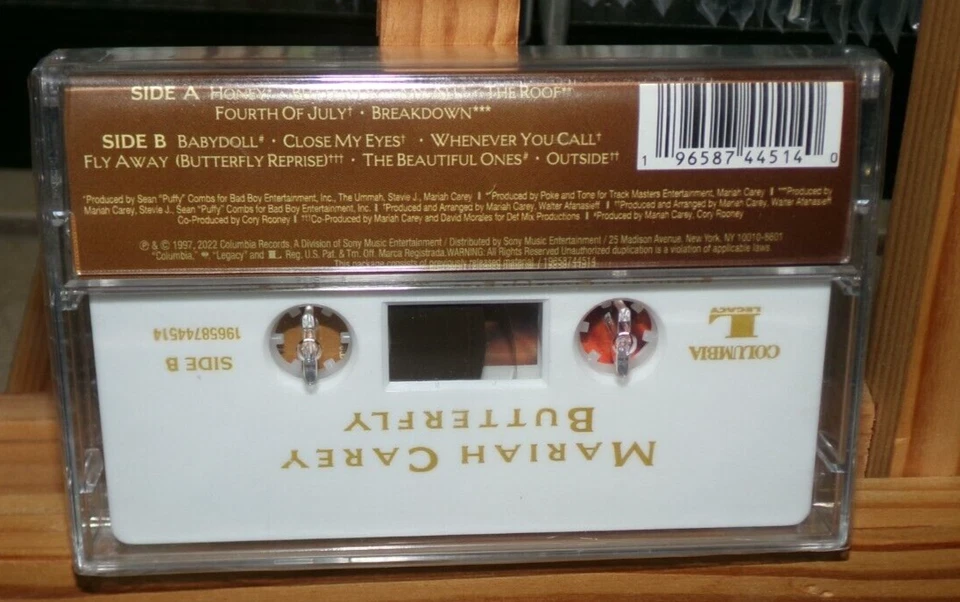 SIDE A HONEY* THE ROOF††
FOURTH OF JULY† · BREAKDOWN***
SIDE B BABYDOLL# · CLOSE MY EYES† · WHENEVER YOU CALL†
FLY AWAY (BUTTERFLY REPRISE)††† · THE BEAUTIFUL ONES# · OUTSIDE††
1 96587 44514 0
*Produced by Sean "Puffy" Combs for Bad Boy Entertainment, Inc., The Ummah, Stevie J., Mariah Carey | **Produced by Poke and Tone for Track Masters Entertainment, Mariah Carey | ***Produced by
Mariah Carey, Stevie J., Sean "Puffy" Combs for Bad Boy Entertainment, Inc. | †Produced and Arranged by Mariah Carey, Walter Afanasieff | ††Produced and Arranged by Mariah Carey, Walter Afanasieff,
Co-Produced by Cory Rooney | †††Co-Produced by Mariah Carey and David Morales for Def Mix Productions | #Produced by Mariah Carey, Cory Rooney
℗ & © 1997, 2022 Columbia Records, A Division of Sony Music Entertainment / Distributed by Sony Music Entertainment / 25 Madison Avenue, New York, NY 10010-8601
"Columbia," "Legacy" and L Reg. U.S. Pat. & Tm. Off. Marca Registrada. WARNING: All Rights Reserved. Unauthorized duplication is a violation of applicable laws.
19658744514
MARIAH CAREY
BUTTERFLY
SIDE B
19658744514
COLUMBIA
L
LEGACY